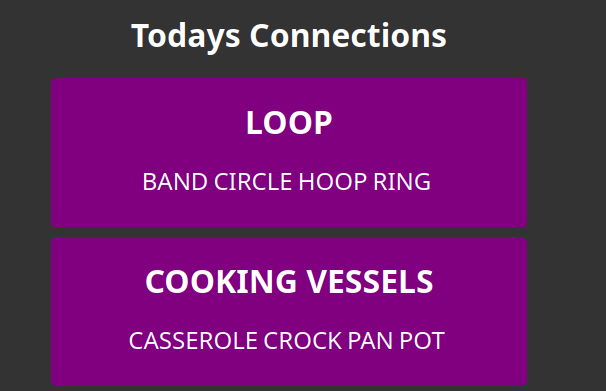 Todays Connections
LOOP
BAND CIRCLE HOOP RING
COOKING VESSELS
CASSEROLE CROCK PAN POT